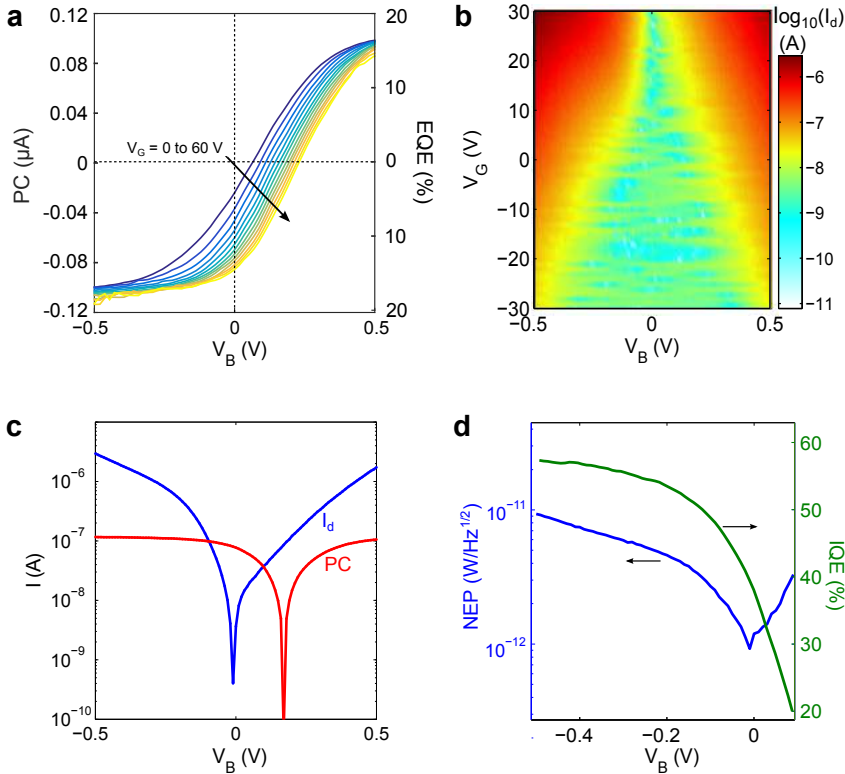 a
PC (µA)
0.12
0.08
0.04
0
-0.04
-0.08
-0.12
V_G = 0 to 60 V
20
10
0
10
20
EQE (%)
-0.5
0
0.5
V_B (V)
b
V_G (V)
30
20
10
0
−10
−20
−30
−0.5
0
0.5
V_B (V)
log₁₀(I_d)
(A)
−6
−7
−8
−9
−10
−11
c
I (A)
10⁻⁶
10⁻⁷
10⁻⁸
10⁻⁹
10⁻¹⁰
I_d
PC
−0.5
0
0.5
V_B (V)
d
NEP (W/Hz^1/2)
10⁻¹¹
10⁻¹²
60
50
40
30
20
IQE (%)
−0.4
−0.2
0
V_B (V)